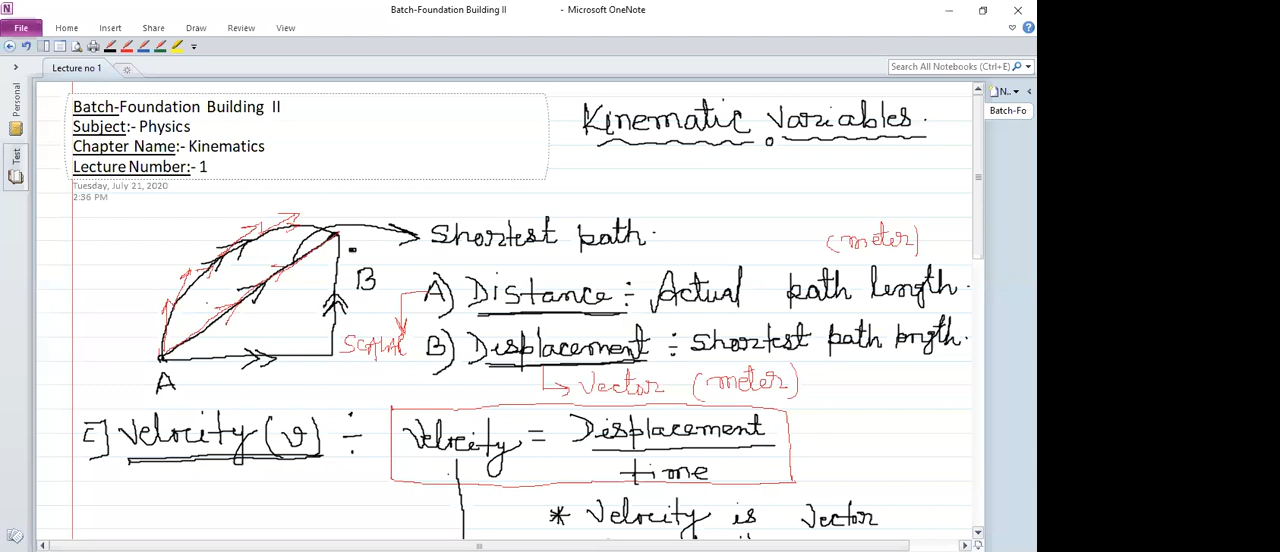 Batch-Foundation Building II - Microsoft OneNote
File Home Insert Share Draw Review View
Lecture no 1
Search All Notebooks (Ctrl+E)
Personal
Test
N..
Batch-Fo
Batch-Foundation Building II
Subject:- Physics
Chapter Name:- Kinematics
Lecture Number:- 1
Tuesday, July 21, 2020
2:36 PM
Kinematic Variables.
Shortest path.
(meter)
B
A) Distance :- Actual path length.
SCALAR
B) Displacement :- shortest path length.
A
Vector (meter)
C] Velocity (v) :- Velocity = Displacement
time
* Velocity is vector